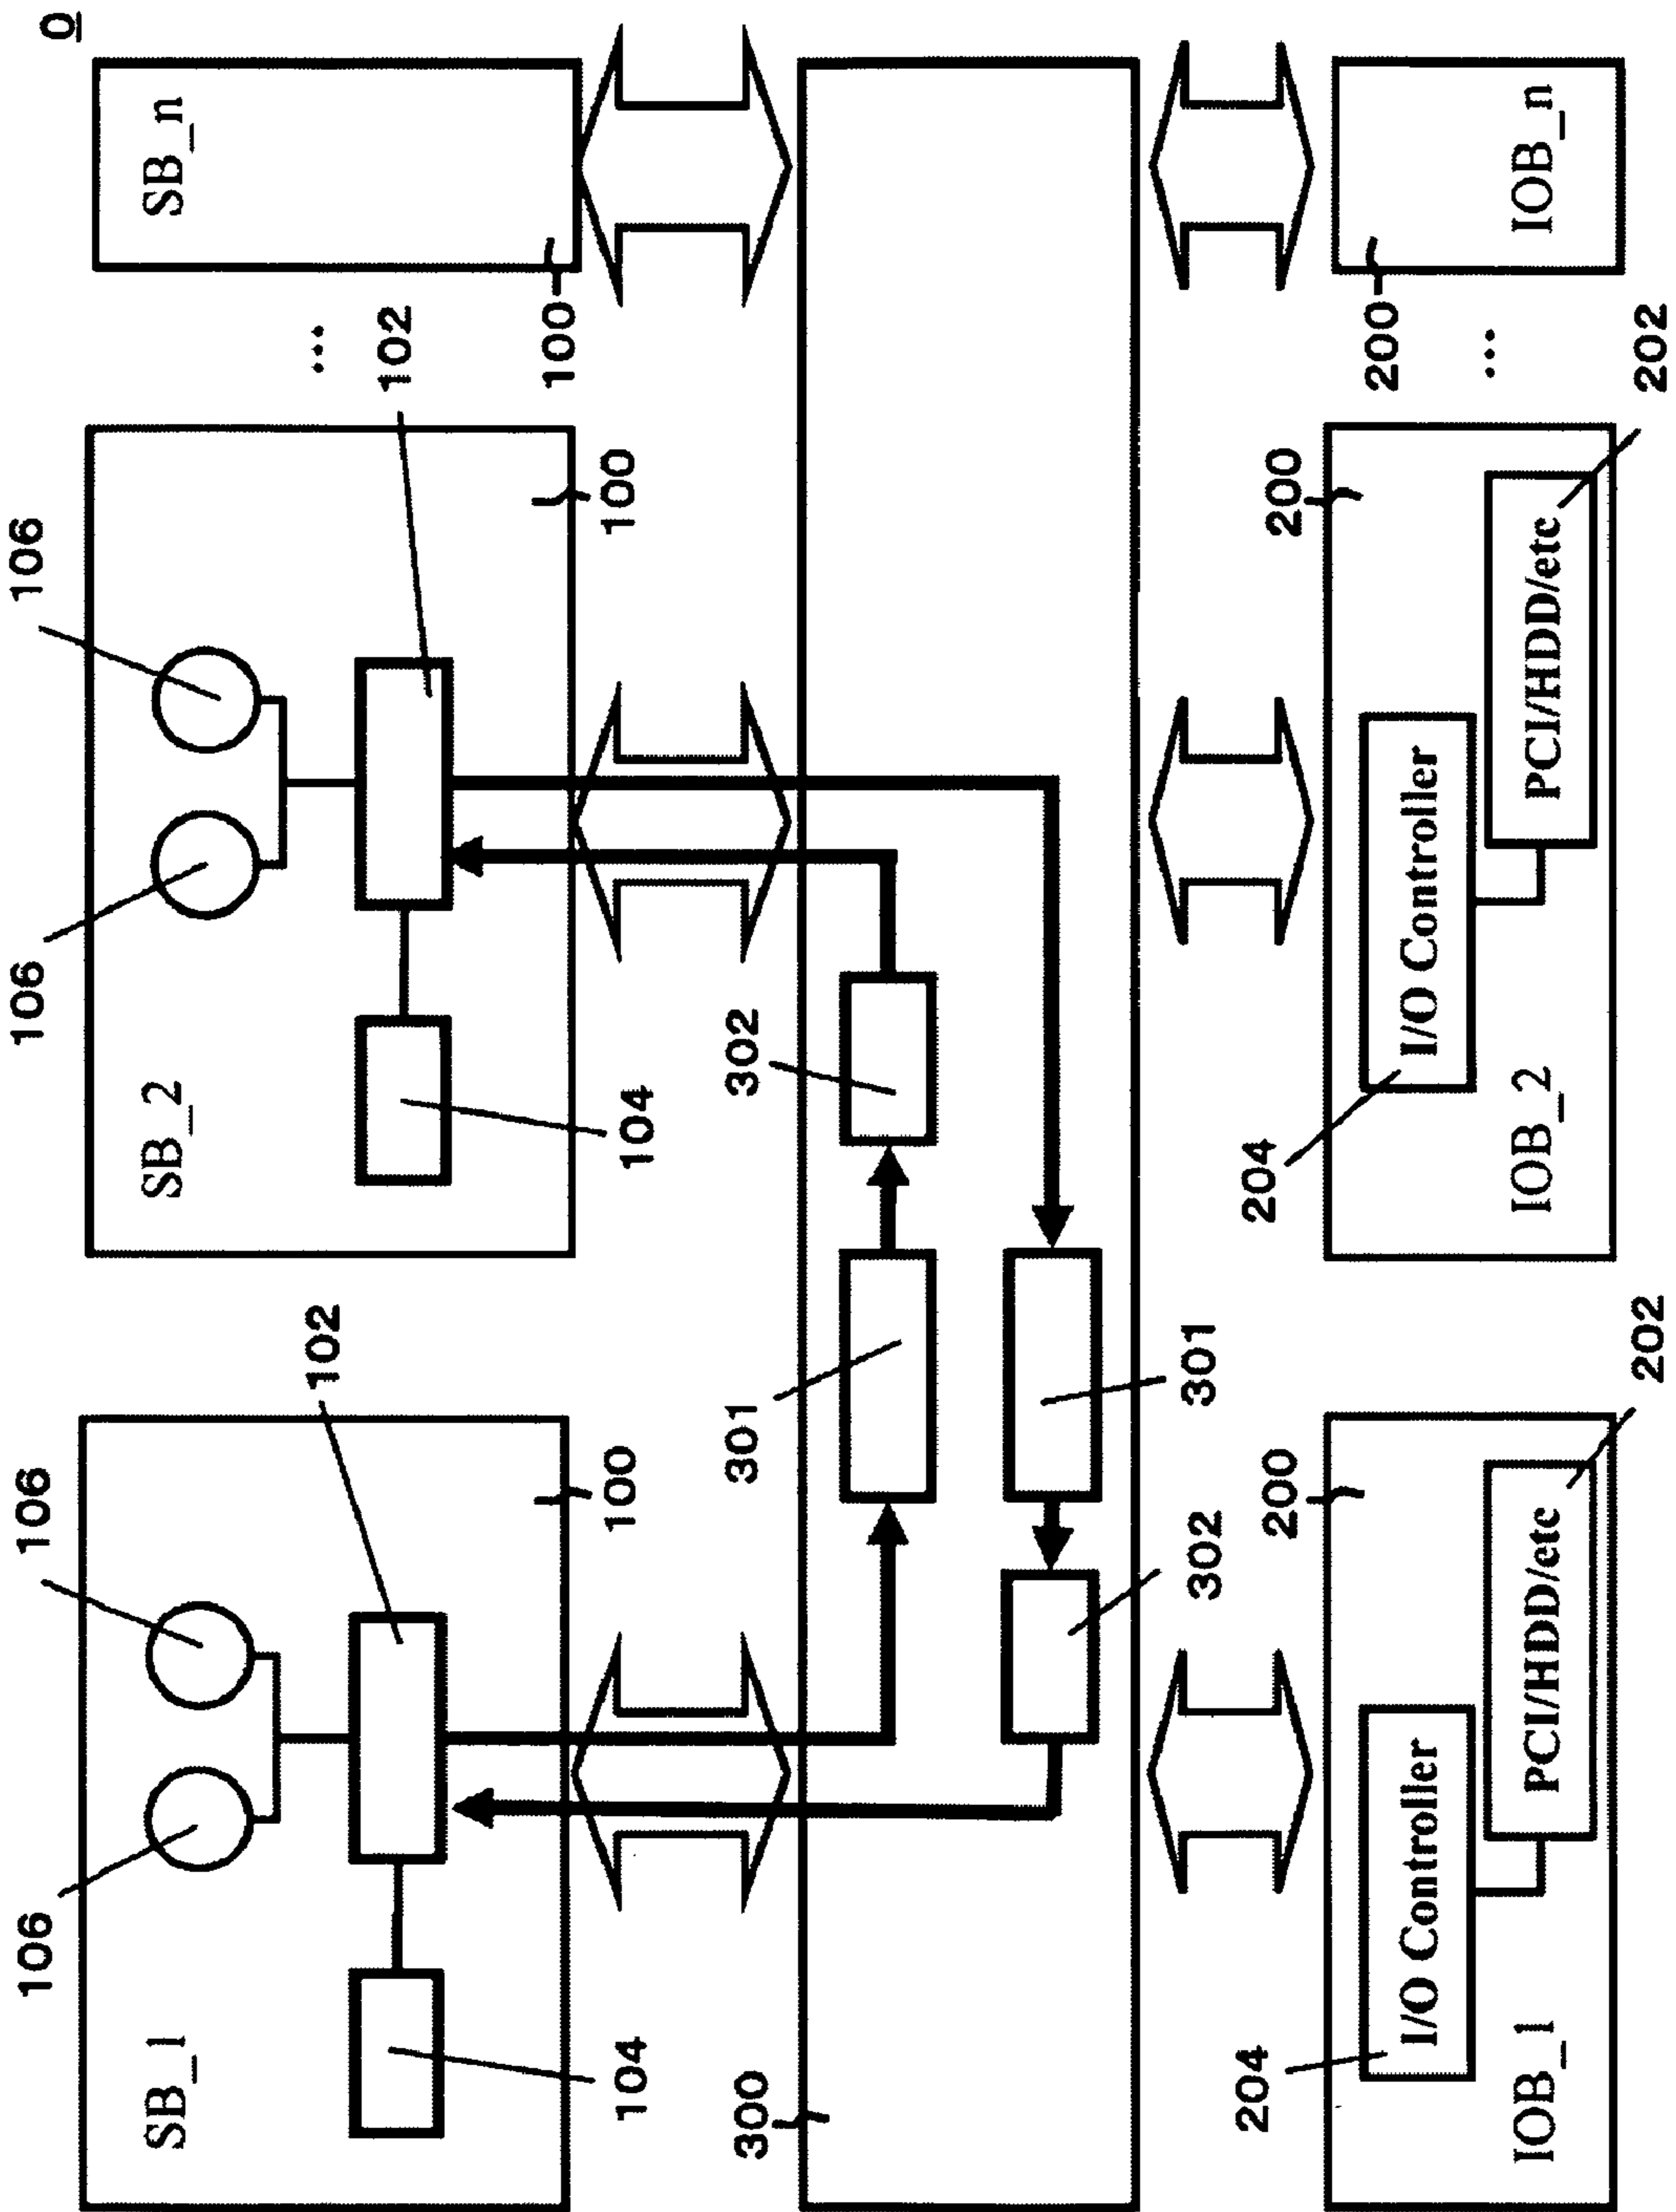 0
106
106
106
106
SB_1
SB_2
SB_n
...
102
102
104
100
104
100
100
300
301
302
301
302
204
200
204
200
200
I/O Controller
I/O Controller
...
PCI/HDD/etc
PCI/HDD/etc
IOB_1
IOB_2
IOB_n
202
202